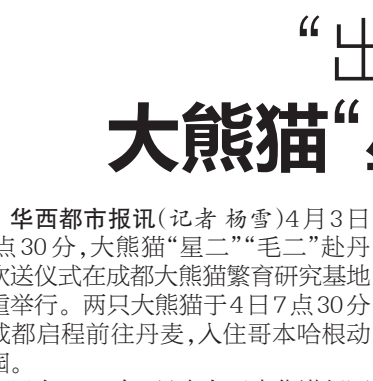 “出
大熊猫“
华西都市报讯(记者 杨雪)4月3日
点30分,大熊猫“星二”“毛二”赴丹
欢送仪式在成都大熊猫繁育研究基地
重举行。两只大熊猫于4日7点30分
成都启程前往丹麦,入住哥本哈根动
园。